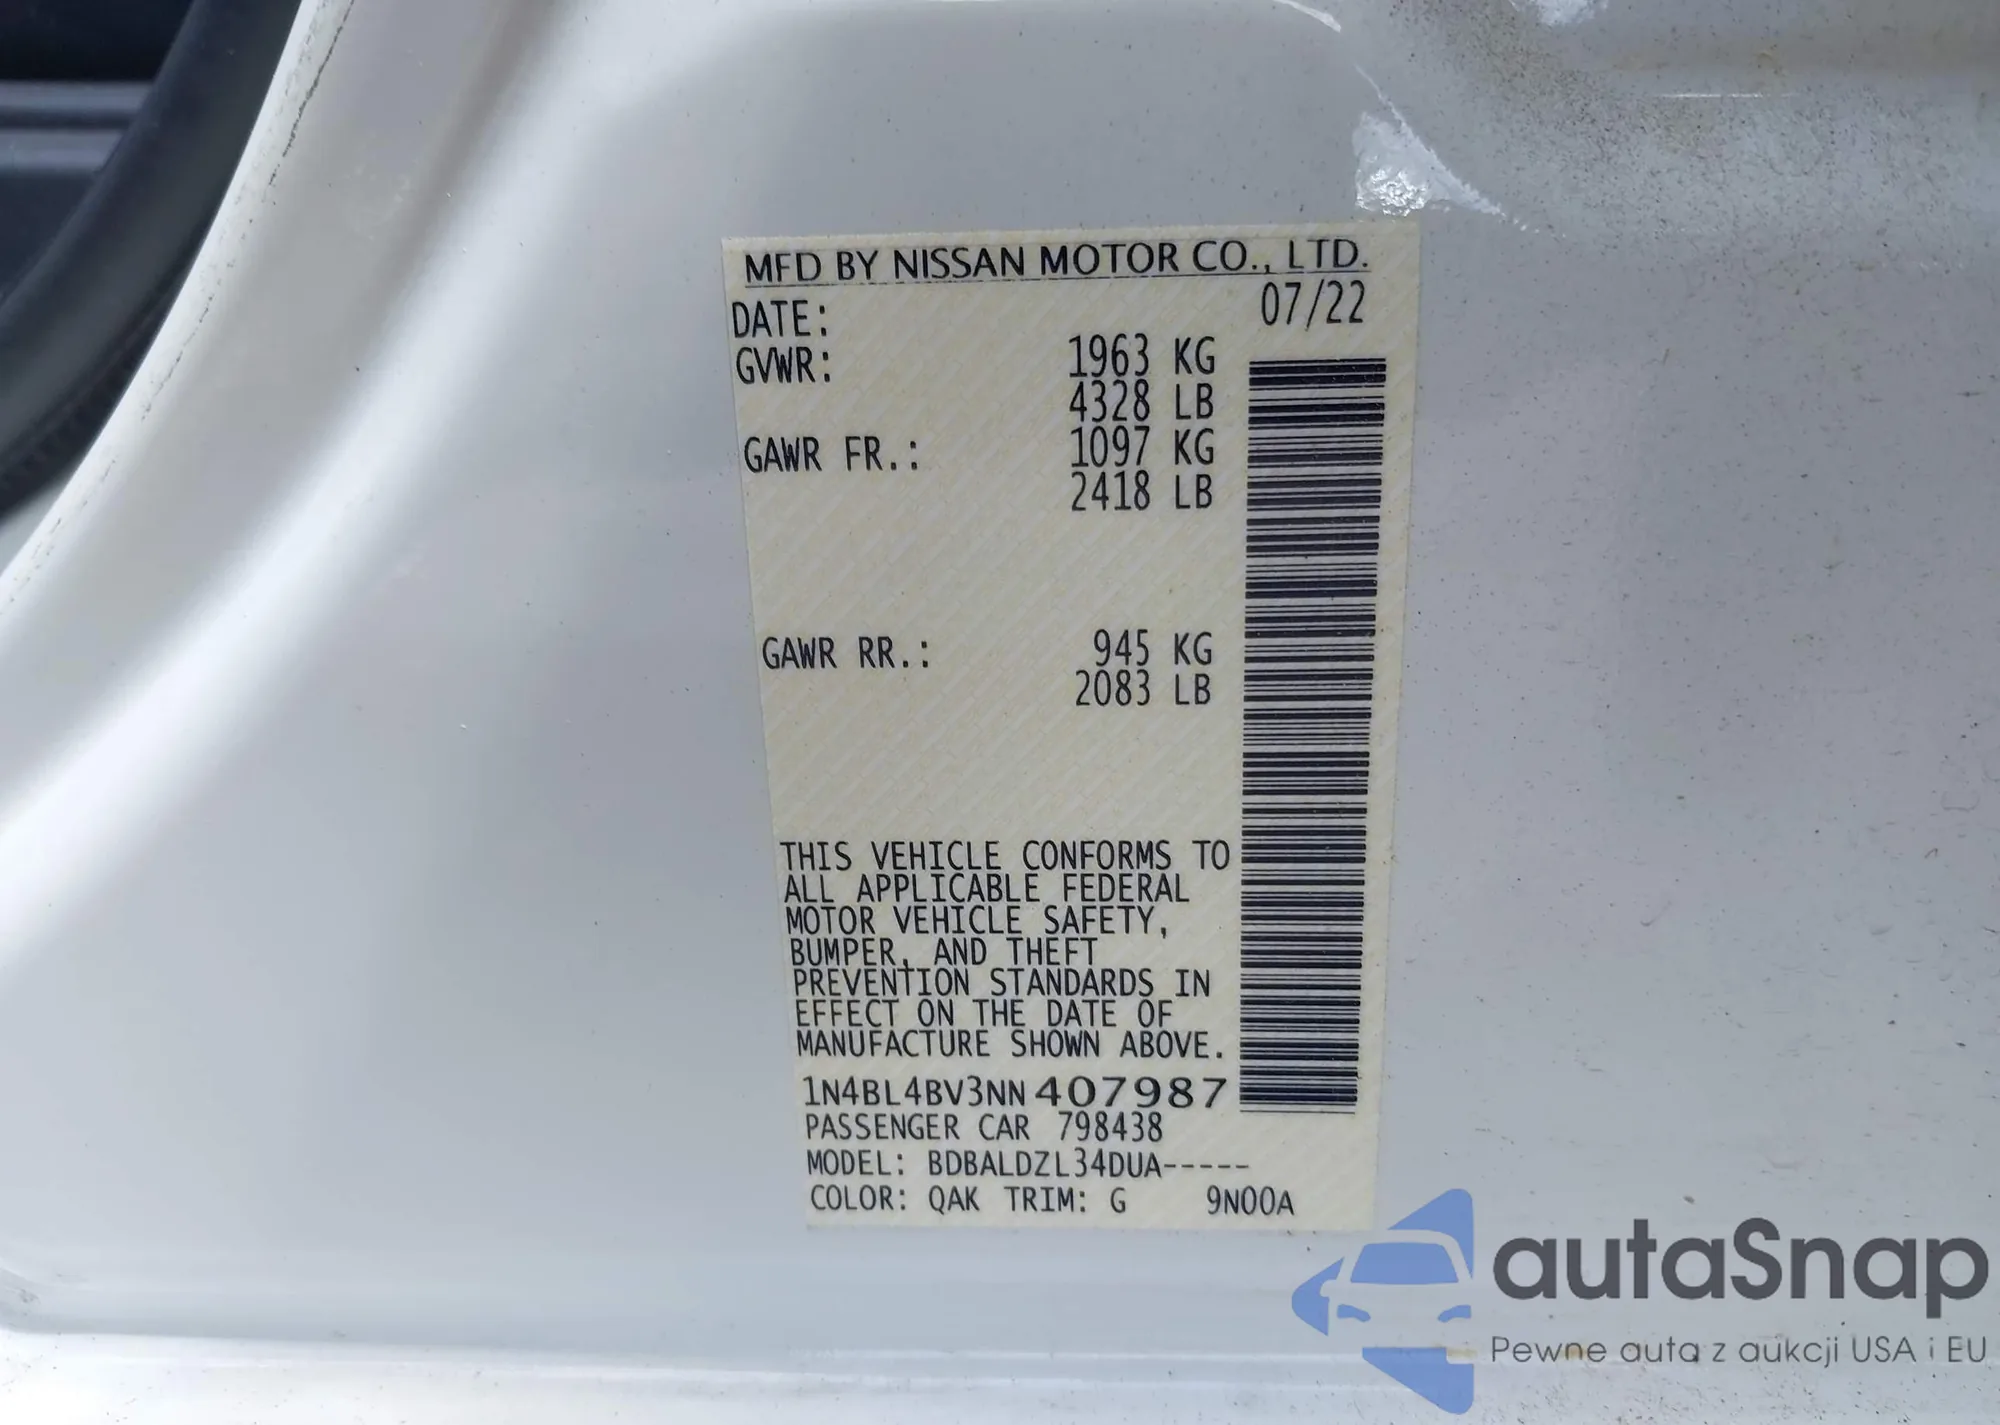 MFD BY NISSAN MOTOR CO., LTD.
DATE: 07/22
GVWR: 1963 KG
4328 LB
GAWR FR.: 1097 KG
2418 LB
GAWR RR.: 945 KG
2083 LB
THIS VEHICLE CONFORMS TO
ALL APPLICABLE FEDERAL
MOTOR VEHICLE SAFETY,
BUMPER, AND THEFT
PREVENTION STANDARDS IN
EFFECT ON THE DATE OF
MANUFACTURE SHOWN ABOVE.
1N4BL4BV3NN407987
PASSENGER CAR 798438
MODEL: BDBALDZL34DUA-----
COLOR: QAK TRIM: G 9N00A
autaSnap
Pewne auta z aukcji USA i EU